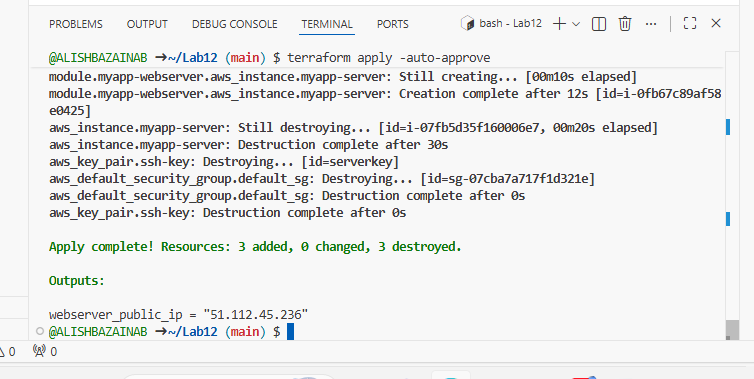 PROBLEMS OUTPUT DEBUG CONSOLE TERMINAL PORTS bash - Lab12
@ALISHBAZAINAB →~/Lab12 (main) $ terraform apply -auto-approve
module.myapp-webserver.aws_instance.myapp-server: Still creating... [00m10s elapsed]
module.myapp-webserver.aws_instance.myapp-server: Creation complete after 12s [id=i-0fb67c89af58
e0425]
aws_instance.myapp-server: Still destroying... [id=i-07fb5d35f160006e7, 00m20s elapsed]
aws_instance.myapp-server: Destruction complete after 30s
aws_key_pair.ssh-key: Destroying... [id=serverkey]
aws_default_security_group.default_sg: Destroying... [id=sg-07cba7a717f1d321e]
aws_default_security_group.default_sg: Destruction complete after 0s
aws_key_pair.ssh-key: Destruction complete after 0s
Apply complete! Resources: 3 added, 0 changed, 3 destroyed.
Outputs:
webserver_public_ip = "51.112.45.236"
@ALISHBAZAINAB →~/Lab12 (main) $
0 0